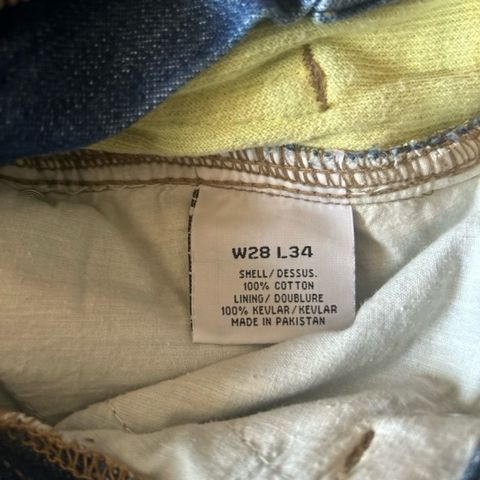 W28 L34
SHELL/DESSUS.
100% COTTON
LINING/DOUBLURE
100% KEVLAR/KEVLAR
MADE IN PAKISTAN